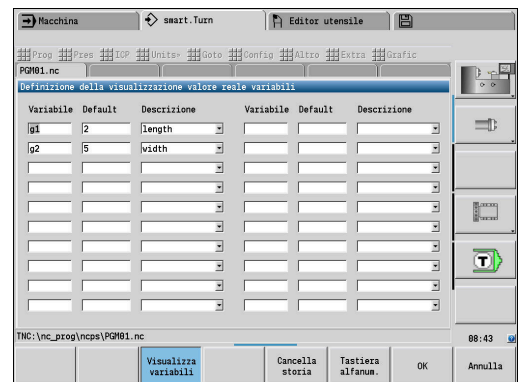 Macchina smart.Turn Editor utensile
Prog Pres ICP Units» Goto Config Altro Extra Grafic
PGM01.nc
Definizione della visualizzazione valore reale variabili
Variabile Default Descrizione Variabile Default Descrizione
g1 2 length
g2 5 width
T
TNC:\nc_prog\ncps\PGM01.nc 08:43
Visualizza variabili Cancella storia Tastiera alfanum. OK Annulla